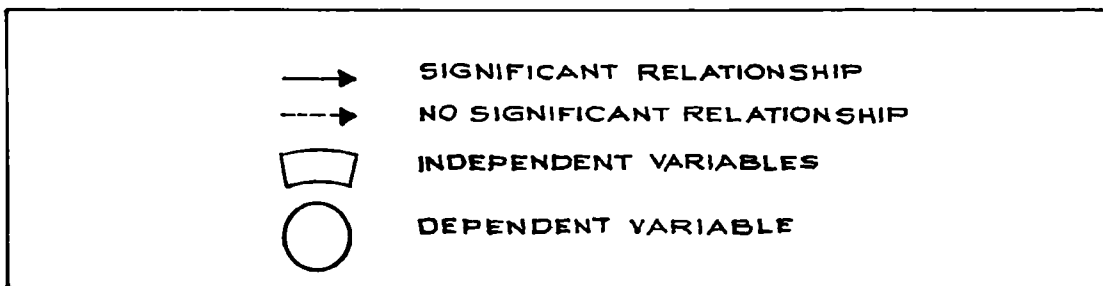 SIGNIFICANT RELATIONSHIP
NO SIGNIFICANT RELATIONSHIP
INDEPENDENT VARIABLES
DEPENDENT VARIABLE